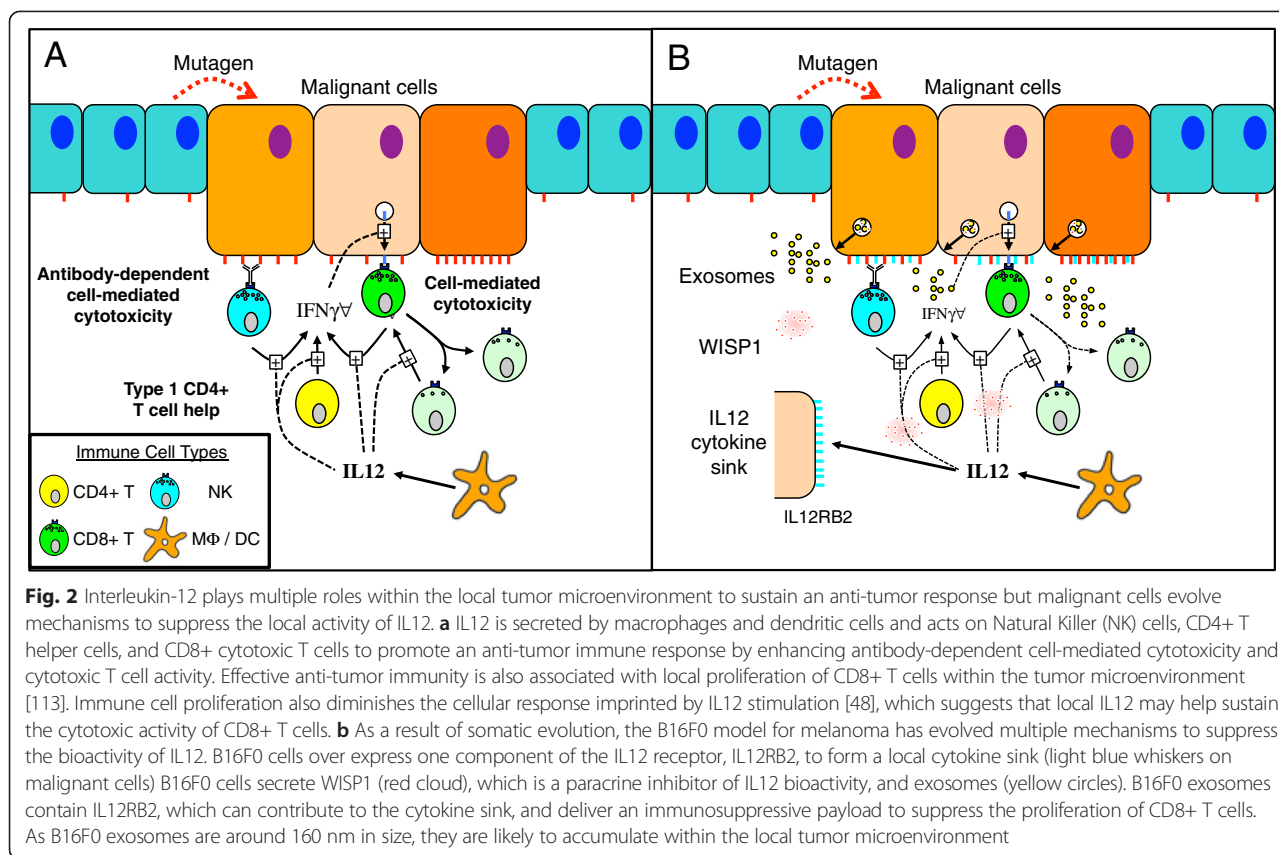 A
Mutagen
Malignant cells
Antibody-dependent
cell-mediated
cytotoxicity
Cell-mediated
cytotoxicity
IFNγ∀
+
+
+
+
+
Type 1 CD4+
T cell help
IL12
Immune Cell Types
CD4+ T
NK
CD8+ T
MΦ / DC
B
Mutagen
Malignant cells
Exosomes
IFNγ∀
+
+
+
+
+
WISP1
IL12
cytokine
sink
IL12
IL12RB2
Fig. 2 Interleukin-12 plays multiple roles within the local tumor microenvironment to sustain an anti-tumor response but malignant cells evolve
mechanisms to suppress the local activity of IL12. a IL12 is secreted by macrophages and dendritic cells and acts on Natural Killer (NK) cells, CD4+ T
helper cells, and CD8+ cytotoxic T cells to promote an anti-tumor immune response by enhancing antibody-dependent cell-mediated cytotoxicity and
cytotoxic T cell activity. Effective anti-tumor immunity is also associated with local proliferation of CD8+ T cells within the tumor microenvironment
[113]. Immune cell proliferation also diminishes the cellular response imprinted by IL12 stimulation [48], which suggests that local IL12 may help sustain
the cytotoxic activity of CD8+ T cells. b As a result of somatic evolution, the B16F0 model for melanoma has evolved multiple mechanisms to suppress
the bioactivity of IL12. B16F0 cells over express one component of the IL12 receptor, IL12RB2, to form a local cytokine sink (light blue whiskers on
malignant cells) B16F0 cells secrete WISP1 (red cloud), which is a paracrine inhibitor of IL12 bioactivity, and exosomes (yellow circles). B16F0 exosomes
contain IL12RB2, which can contribute to the cytokine sink, and deliver an immunosuppressive payload to suppress the proliferation of CD8+ T cells.
As B16F0 exosomes are around 160 nm in size, they are likely to accumulate within the local tumor microenvironment